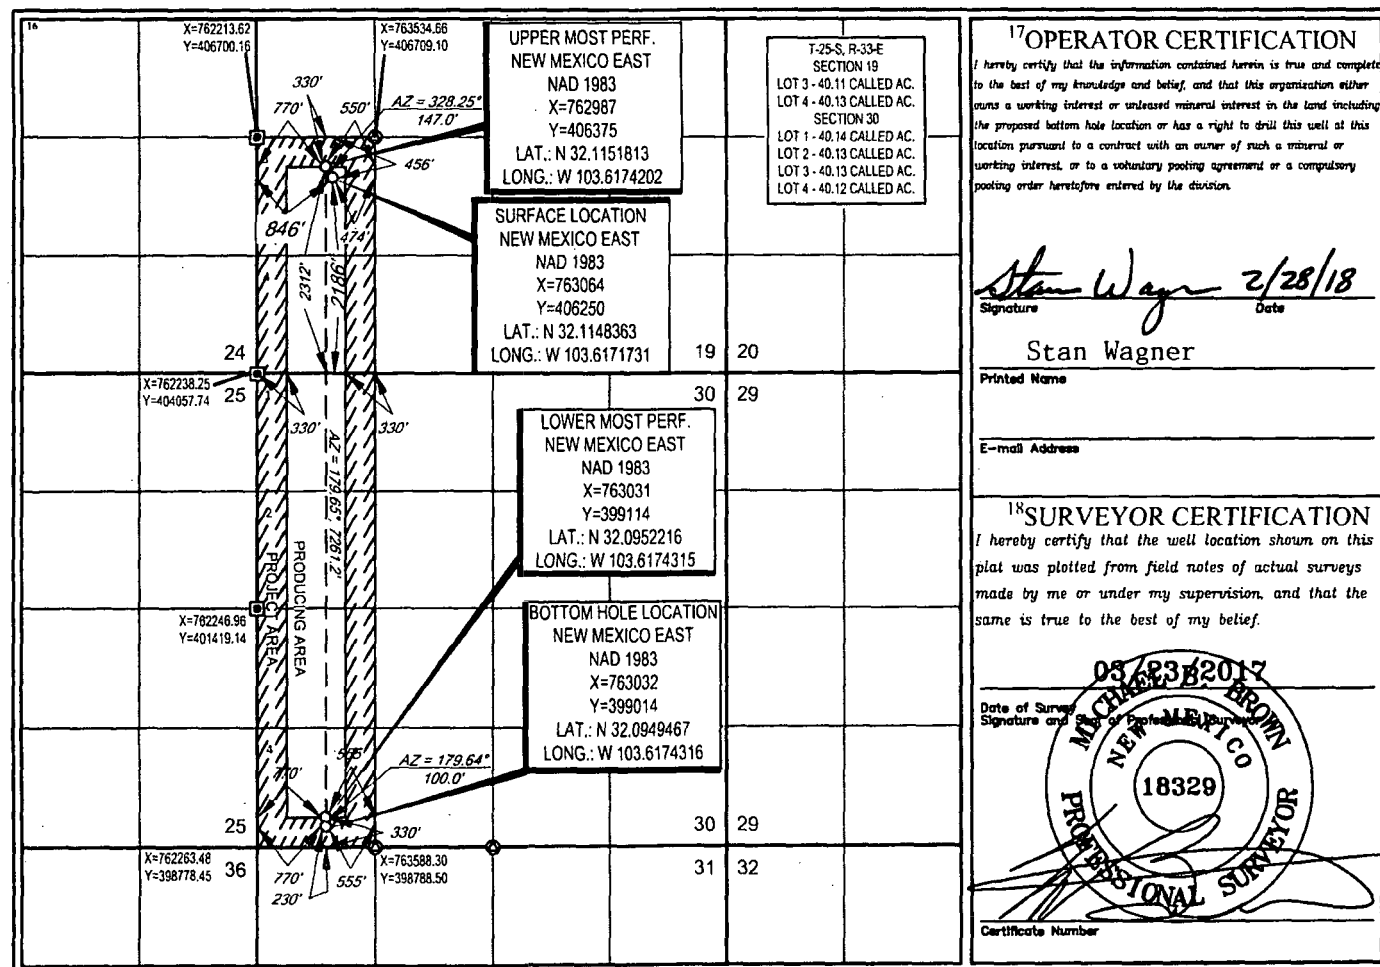 16
X=762213.62
Y=406700.16
X=763534.66
Y=406709.10
330'
770'
550'
AZ = 328.25°
147.0'
456'
846'
474'
2312'
2186'
UPPER MOST PERF.
NEW MEXICO EAST
NAD 1983
X=762987
Y=406375
LAT.: N 32.1151813
LONG.: W 103.6174202
SURFACE LOCATION
NEW MEXICO EAST
NAD 1983
X=763064
Y=406250
LAT.: N 32.1148363
LONG.: W 103.6171731
T-25-S, R-33-E
SECTION 19
LOT 3 - 40.11 CALLED AC.
LOT 4 - 40.13 CALLED AC.
SECTION 30
LOT 1 - 40.14 CALLED AC.
LOT 2 - 40.13 CALLED AC.
LOT 3 - 40.13 CALLED AC.
LOT 4 - 40.12 CALLED AC.
24
19 20
X=762238.25
Y=404057.74
25
30 29
330'
330'
AZ = 179.65°, 7261.2'
LOWER MOST PERF.
NEW MEXICO EAST
NAD 1983
X=763031
Y=399114
LAT.: N 32.0952216
LONG.: W 103.6174315
2
PROJECT AREA
PRODUCING AREA
X=762246.96
Y=401419.14
BOTTOM HOLE LOCATION
NEW MEXICO EAST
NAD 1983
X=763032
Y=399014
LAT.: N 32.0949467
LONG.: W 103.6174316
4
770'
565'
AZ = 179.64°
100.0'
330'
25
30 29
X=762263.48
Y=398778.45
36
770'
230'
555'
X=763588.30
Y=398788.50
31 32
17 OPERATOR CERTIFICATION
I hereby certify that the information contained herein is true and complete
to the best of my knowledge and belief, and that this organization either
owns a working interest or unleased mineral interest in the land including
the proposed bottom hole location or has a right to drill this well at this
location pursuant to a contract with an owner of such a mineral or
working interest, or to a voluntary pooling agreement or a compulsory
pooling order heretofore entered by the division.
Stan Wagner 2/28/18
Signature Date
Stan Wagner
Printed Name
E-mail Address
18 SURVEYOR CERTIFICATION
I hereby certify that the well location shown on this
plat was plotted from field notes of actual surveys
made by me or under my supervision, and that the
same is true to the best of my belief.
03/23/2017
Date of Survey
Signature and Seal of Professional Surveyor
MICHAEL B. BROWN
NEW MEXICO
18329
PROFESSIONAL SURVEYOR
Certificate Number